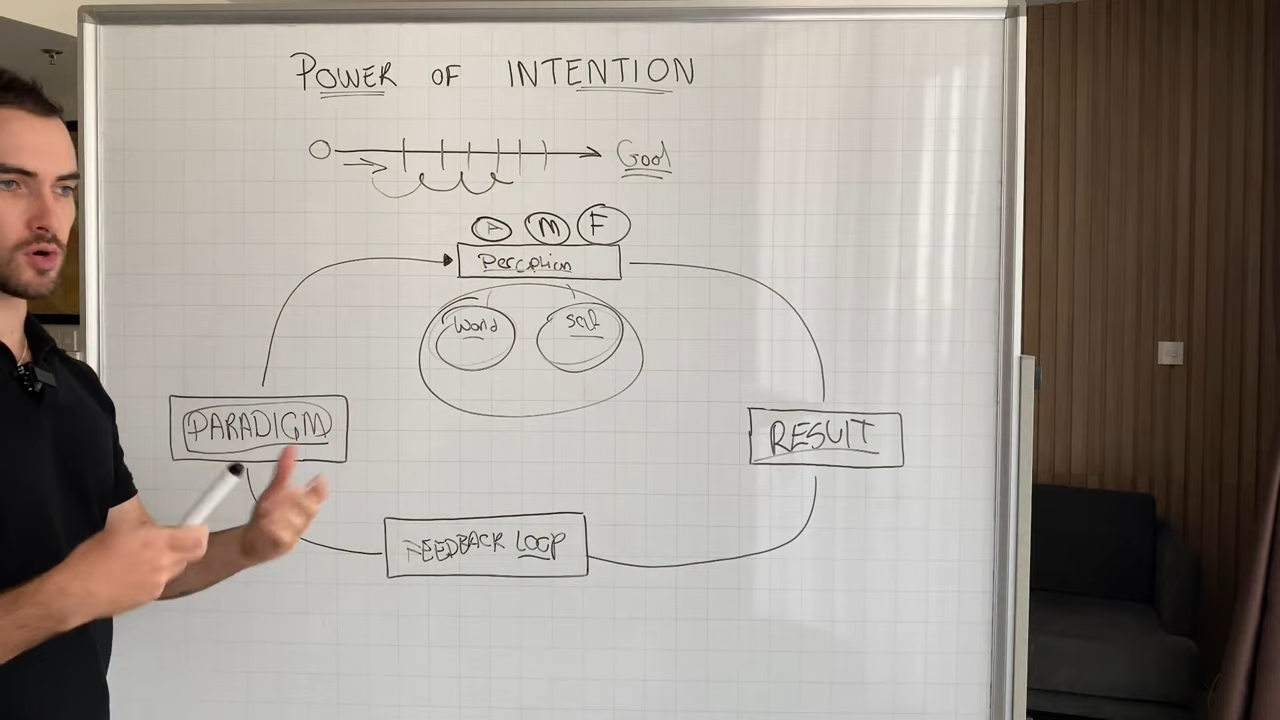 POWER OF INTENTION
Goal
M F
Perception
World Self
PARADIGM
RESULT
FEEDBACK LOOP